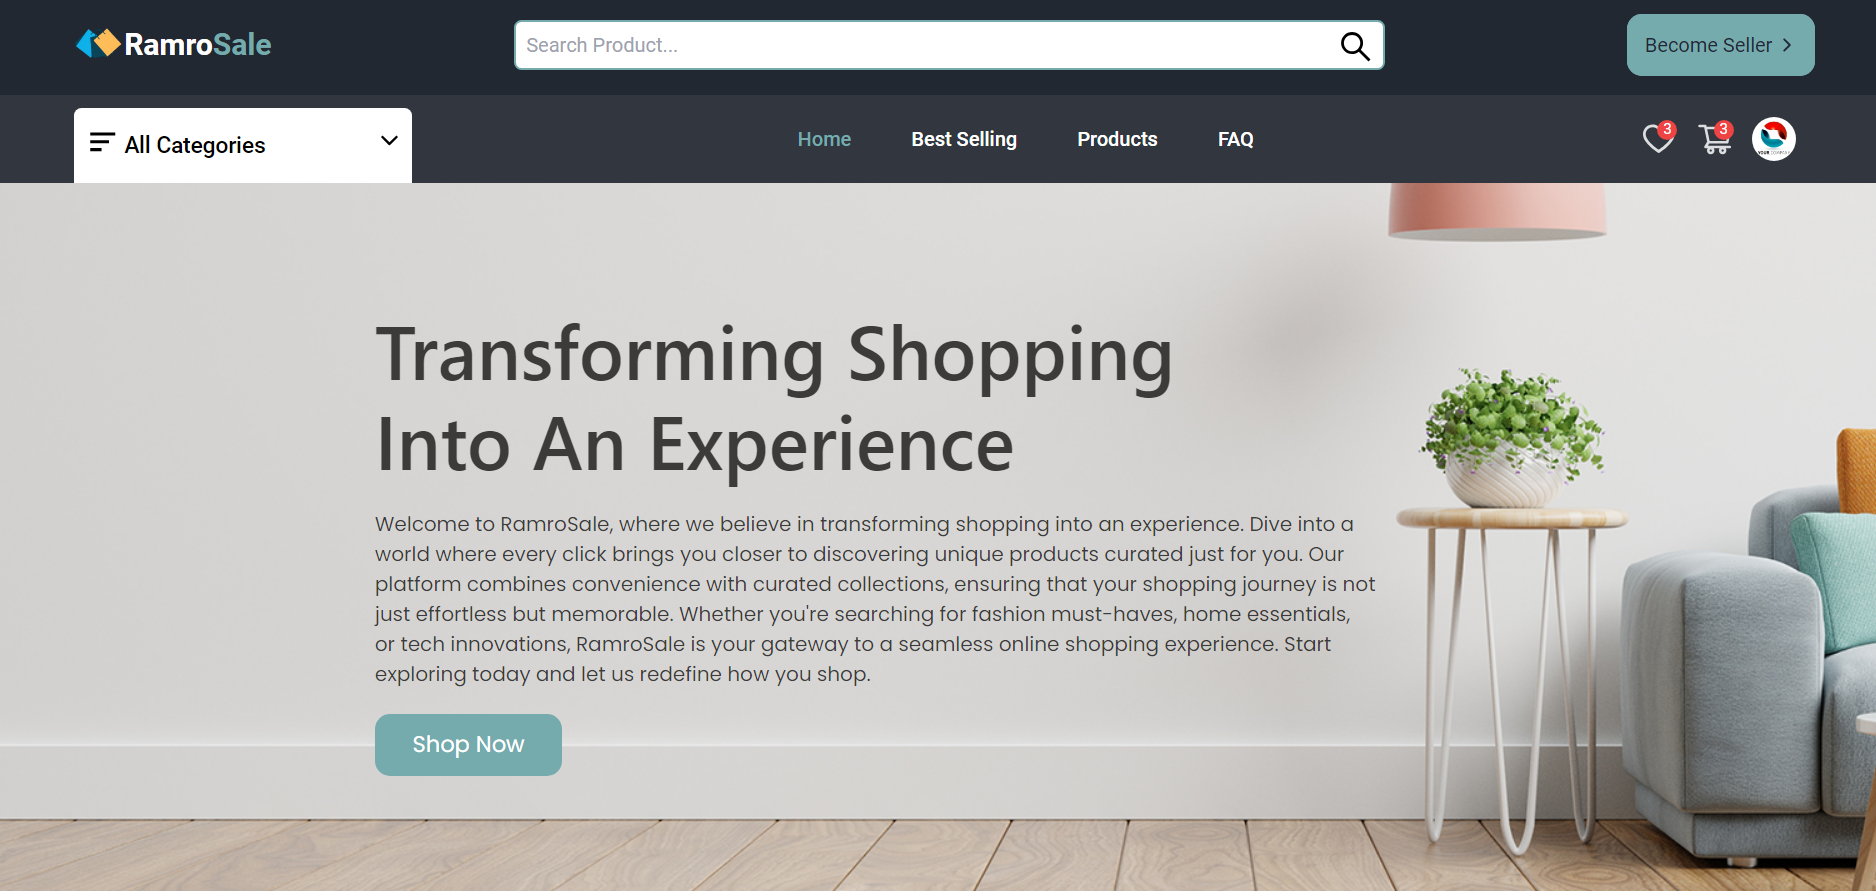 RamroSale
Search Product...
Become Seller
All Categories
Home
Best Selling
Products
FAQ
3
3
Transforming Shopping
Into An Experience
Welcome to RamroSale, where we believe in transforming shopping into an experience. Dive into a
world where every click brings you closer to discovering unique products curated just for you. Our
platform combines convenience with curated collections, ensuring that your shopping journey is not
just effortless but memorable. Whether you're searching for fashion must-haves, home essentials,
or tech innovations, RamroSale is your gateway to a seamless online shopping experience. Start
exploring today and let us redefine how you shop.
Shop Now